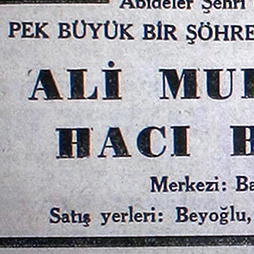 Abideler Şehri
PEK BÜYÜK BİR ŞÖHRE
ALİ MU
HACI
Merkezi: Ba
Satış yerleri: Beyoğlu,